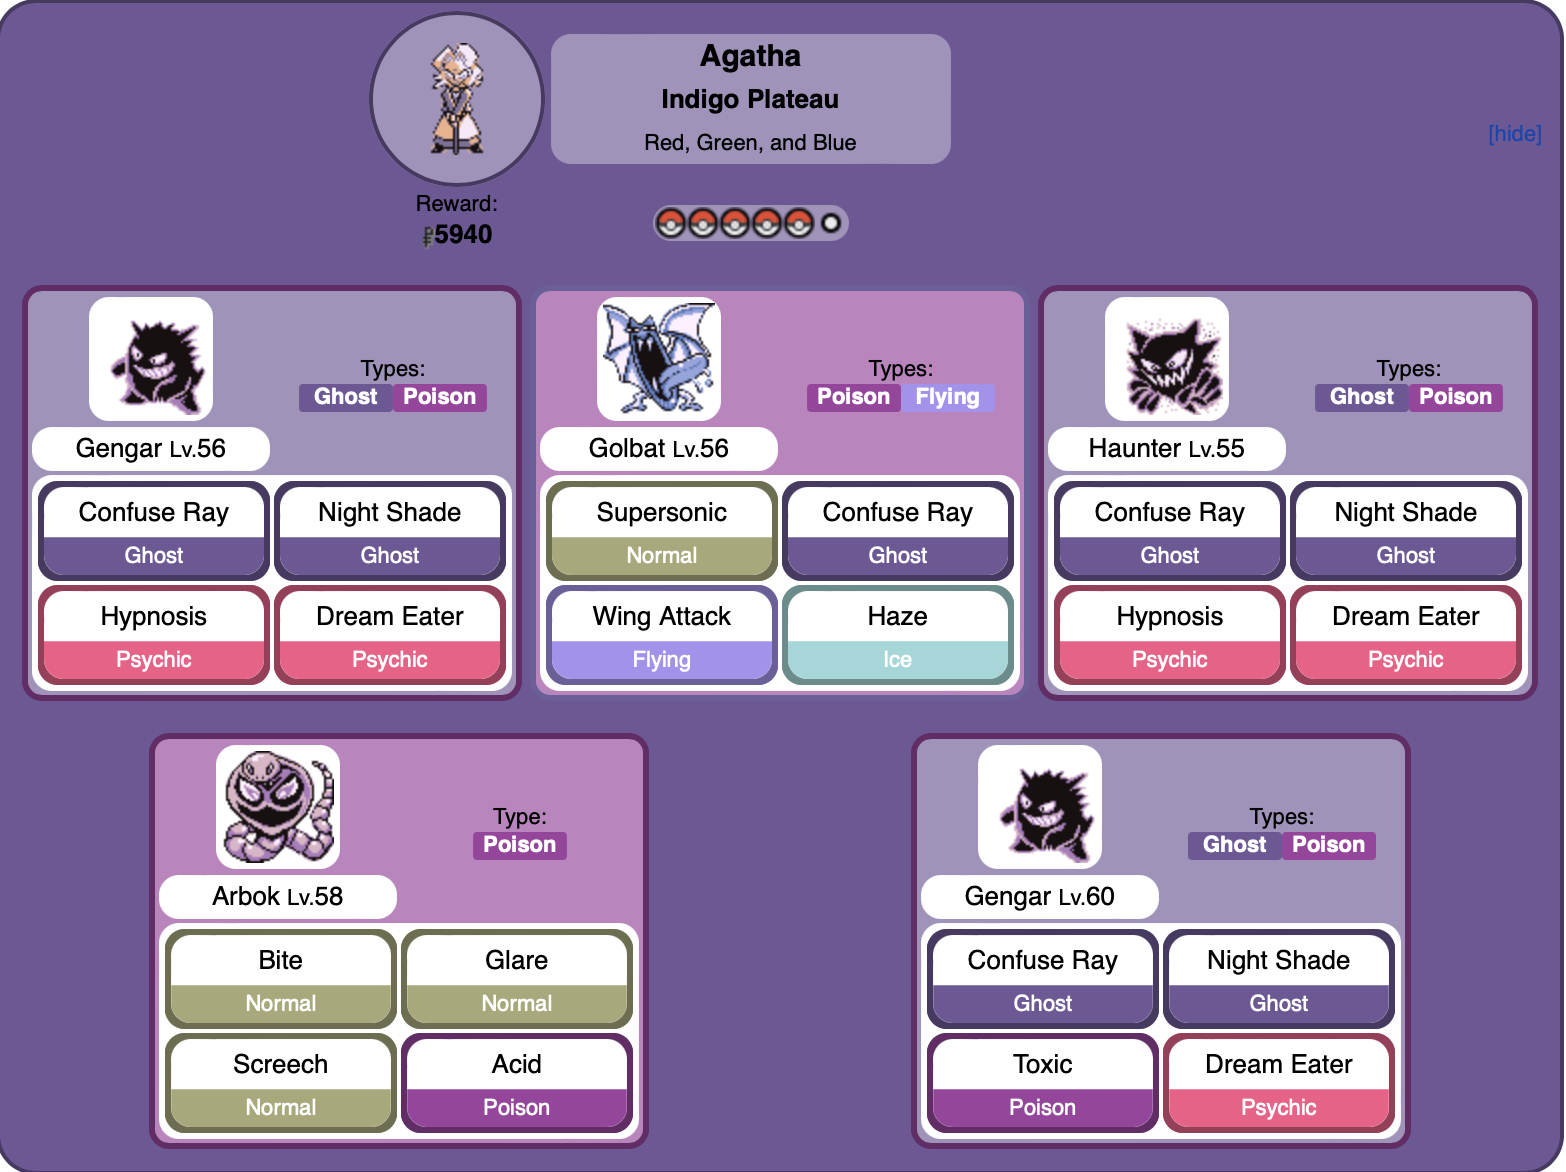 Agatha
Indigo Plateau
Red, Green, and Blue
[hide]
Reward:
5940
Types:
Ghost Poison
Gengar Lv.56
Confuse Ray Night Shade
Ghost Ghost
Hypnosis Dream Eater
Psychic Psychic
Types:
Poison Flying
Golbat Lv.56
Supersonic Confuse Ray
Normal Ghost
Wing Attack Haze
Flying Ice
Types:
Ghost Poison
Haunter Lv.55
Confuse Ray Night Shade
Ghost Ghost
Hypnosis Dream Eater
Psychic Psychic
Type:
Poison
Arbok Lv.58
Bite Glare
Normal Normal
Screech Acid
Normal Poison
Types:
Ghost Poison
Gengar Lv.60
Confuse Ray Night Shade
Ghost Ghost
Toxic Dream Eater
Poison Psychic